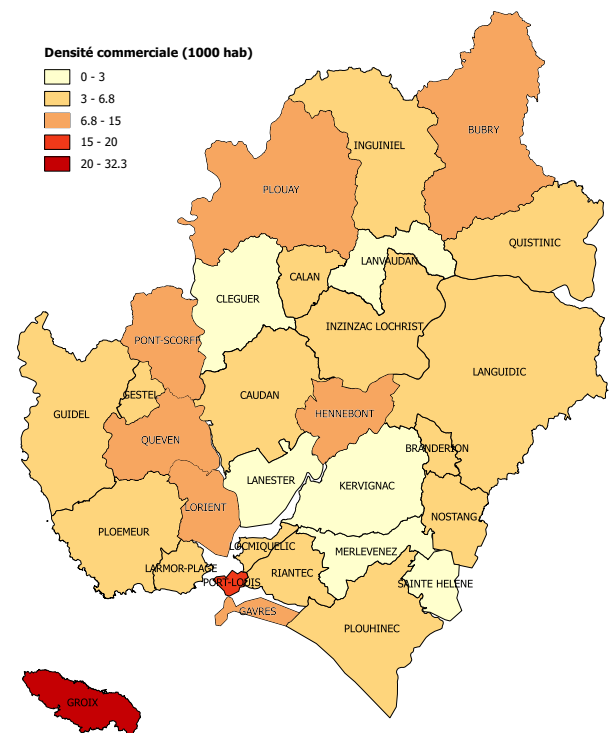 Densité commerciale (1000 hab)
0 - 3
3 - 6.8
6.8 - 15
15 - 20
20 - 32.3
BUBRY
INGUINIEL
PLOUAY
QUISTINIC
LANVAUDAN
CALAN
CLEGUER
INZINZAC LOCHRIST
PONT-SCORFF
LANGUIDIC
GESTEL
CAUDAN
GUIDEL
HENNEBONT
QUEVEN
BRANDERION
LANESTER
KERVIGNAC
LORIENT
NOSTANG
PLOEMEUR
LOCMIQUELIC
MERLEVENEZ
LARMOR-PLAGE
RIANTEC
PORT-LOUIS
SAINTE HELENE
GAVRES
PLOUHINEC
GROIX